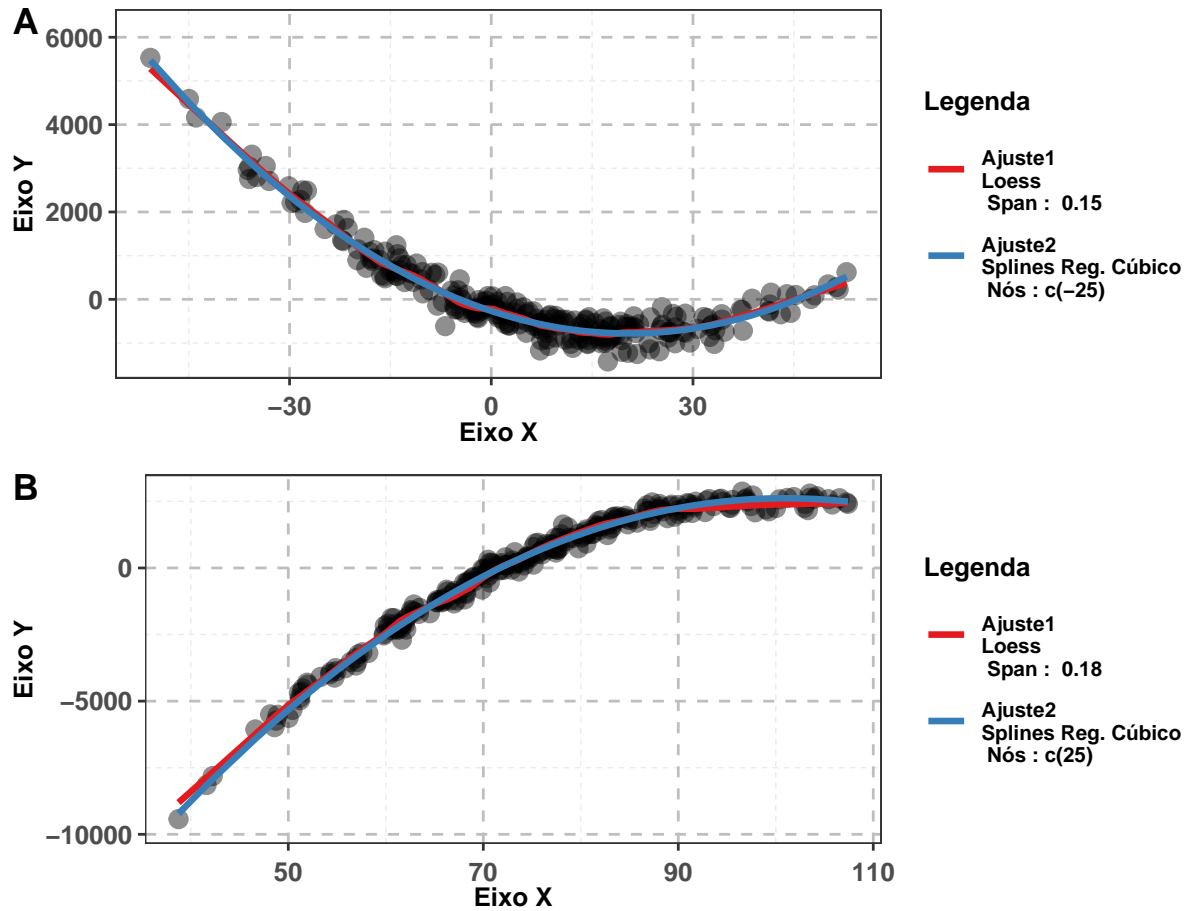 A
6000
4000
2000
0
Eixo Y
−30
0
30
Eixo X
Legenda
Ajuste1
Loess
Span : 0.15
Ajuste2
Splines Reg. Cúbico
Nós : c(−25)
B
0
−5000
−10000
Eixo Y
50
70
90
110
Eixo X
Legenda
Ajuste1
Loess
Span : 0.18
Ajuste2
Splines Reg. Cúbico
Nós : c(25)